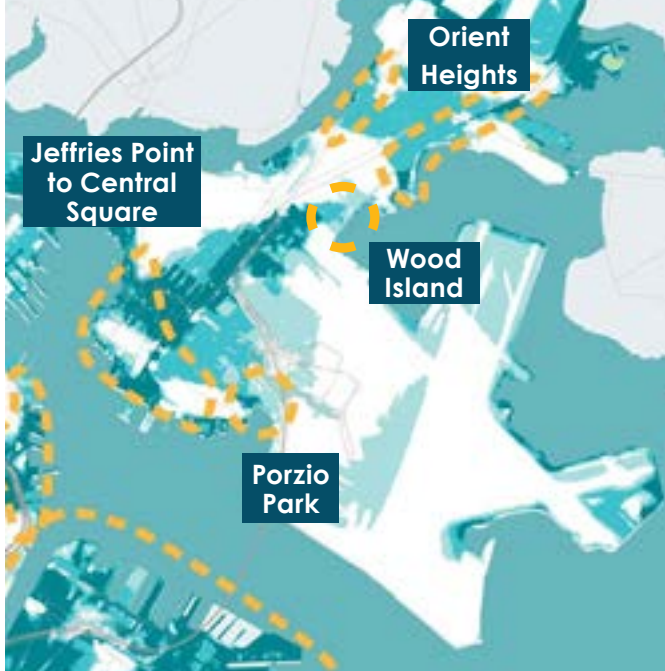 Orient
Heights
Jeffries Point
to Central
Square
Wood
Island
Porzio
Park